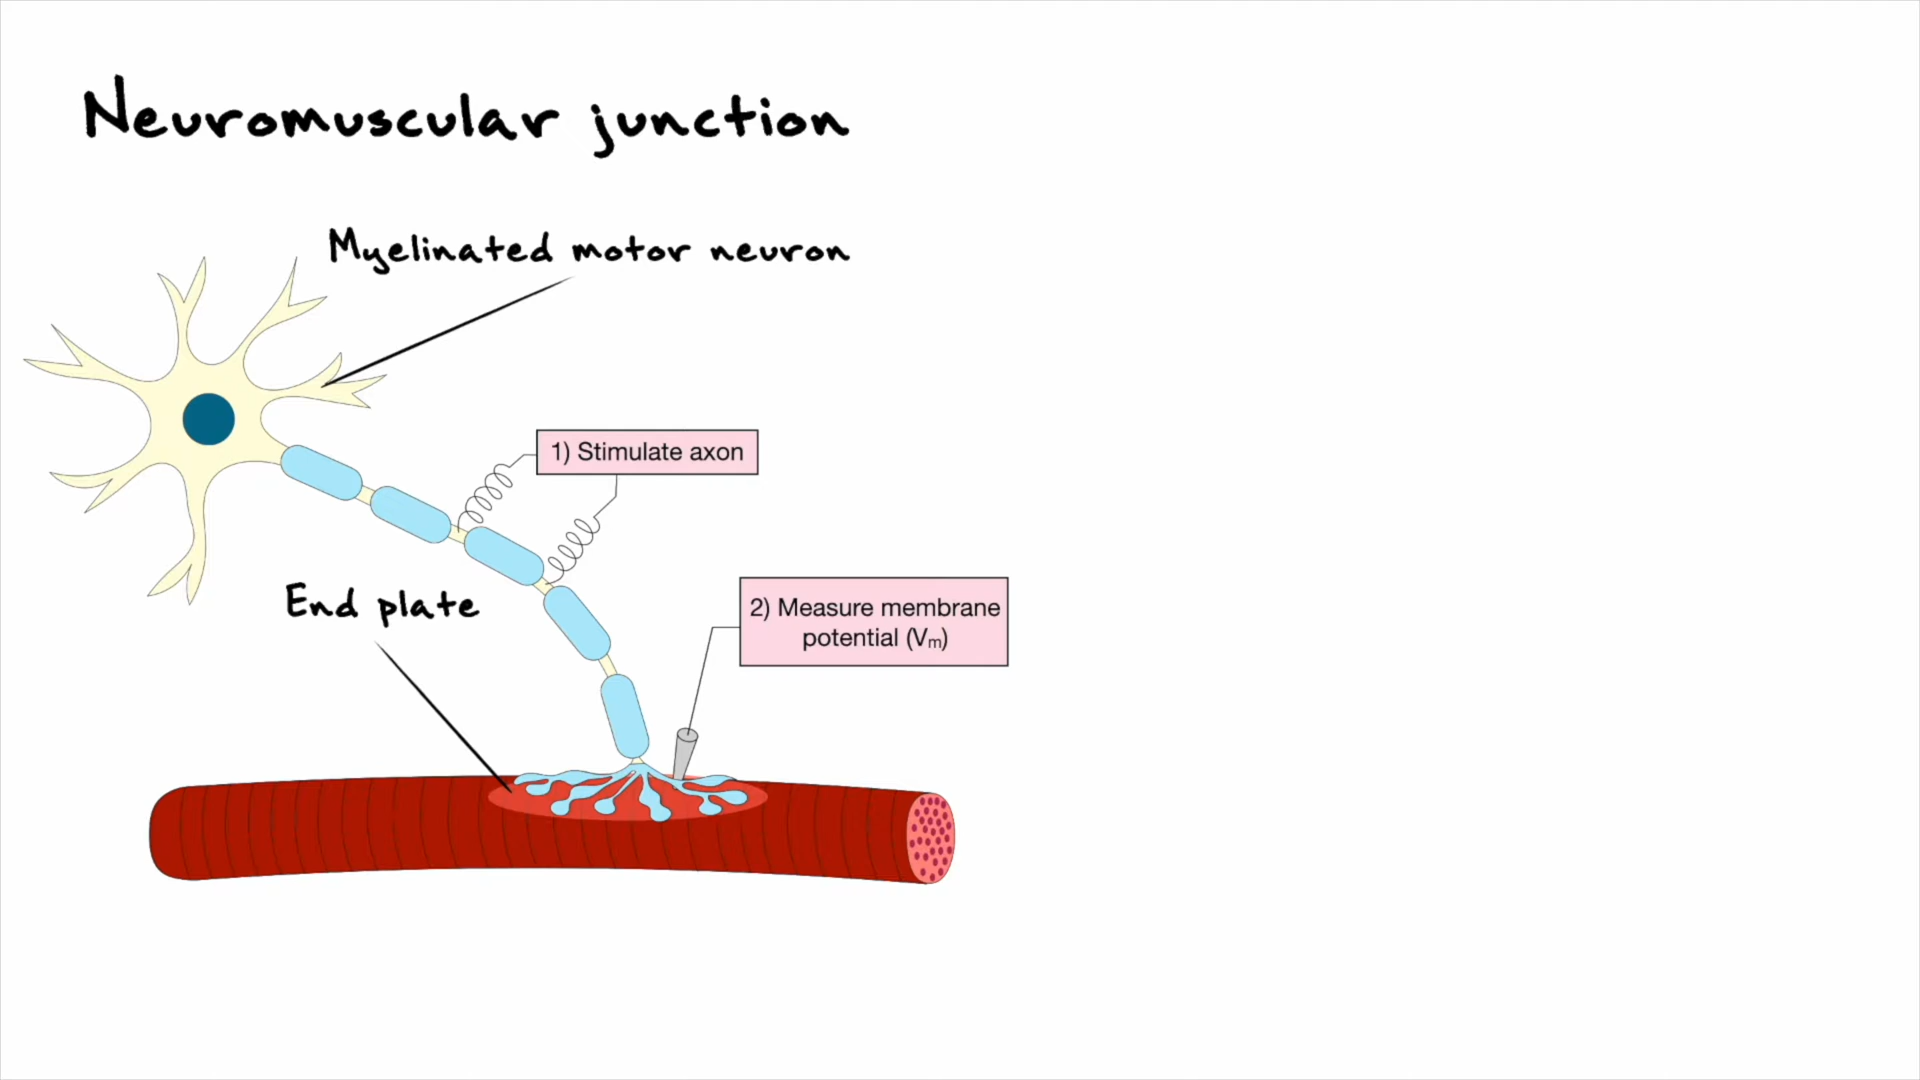 Neuromuscular junction
Myelinated motor neuron
1) Stimulate axon
End plate
2) Measure membrane
potential (Vₘ)